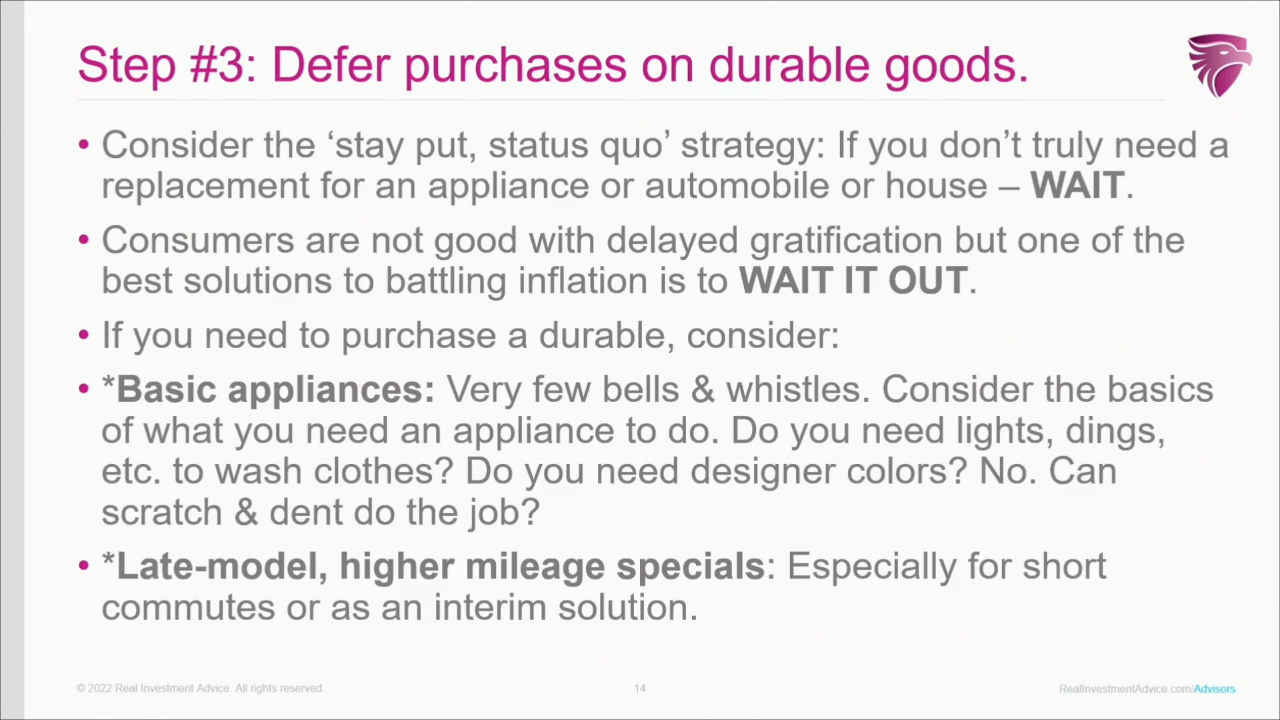 Step #3: Defer purchases on durable goods.
• Consider the ‘stay put, status quo’ strategy: If you don’t truly need a
replacement for an appliance or automobile or house – WAIT.
• Consumers are not good with delayed gratification but one of the
best solutions to battling inflation is to WAIT IT OUT.
• If you need to purchase a durable, consider:
• *Basic appliances: Very few bells & whistles. Consider the basics
of what you need an appliance to do. Do you need lights, dings,
etc. to wash clothes? Do you need designer colors? No. Can
scratch & dent do the job?
• *Late-model, higher mileage specials: Especially for short
commutes or as an interim solution.
© 2022 Real Investment Advice. All rights reserved.
14
RealInvestmentAdvice.com/Advisors